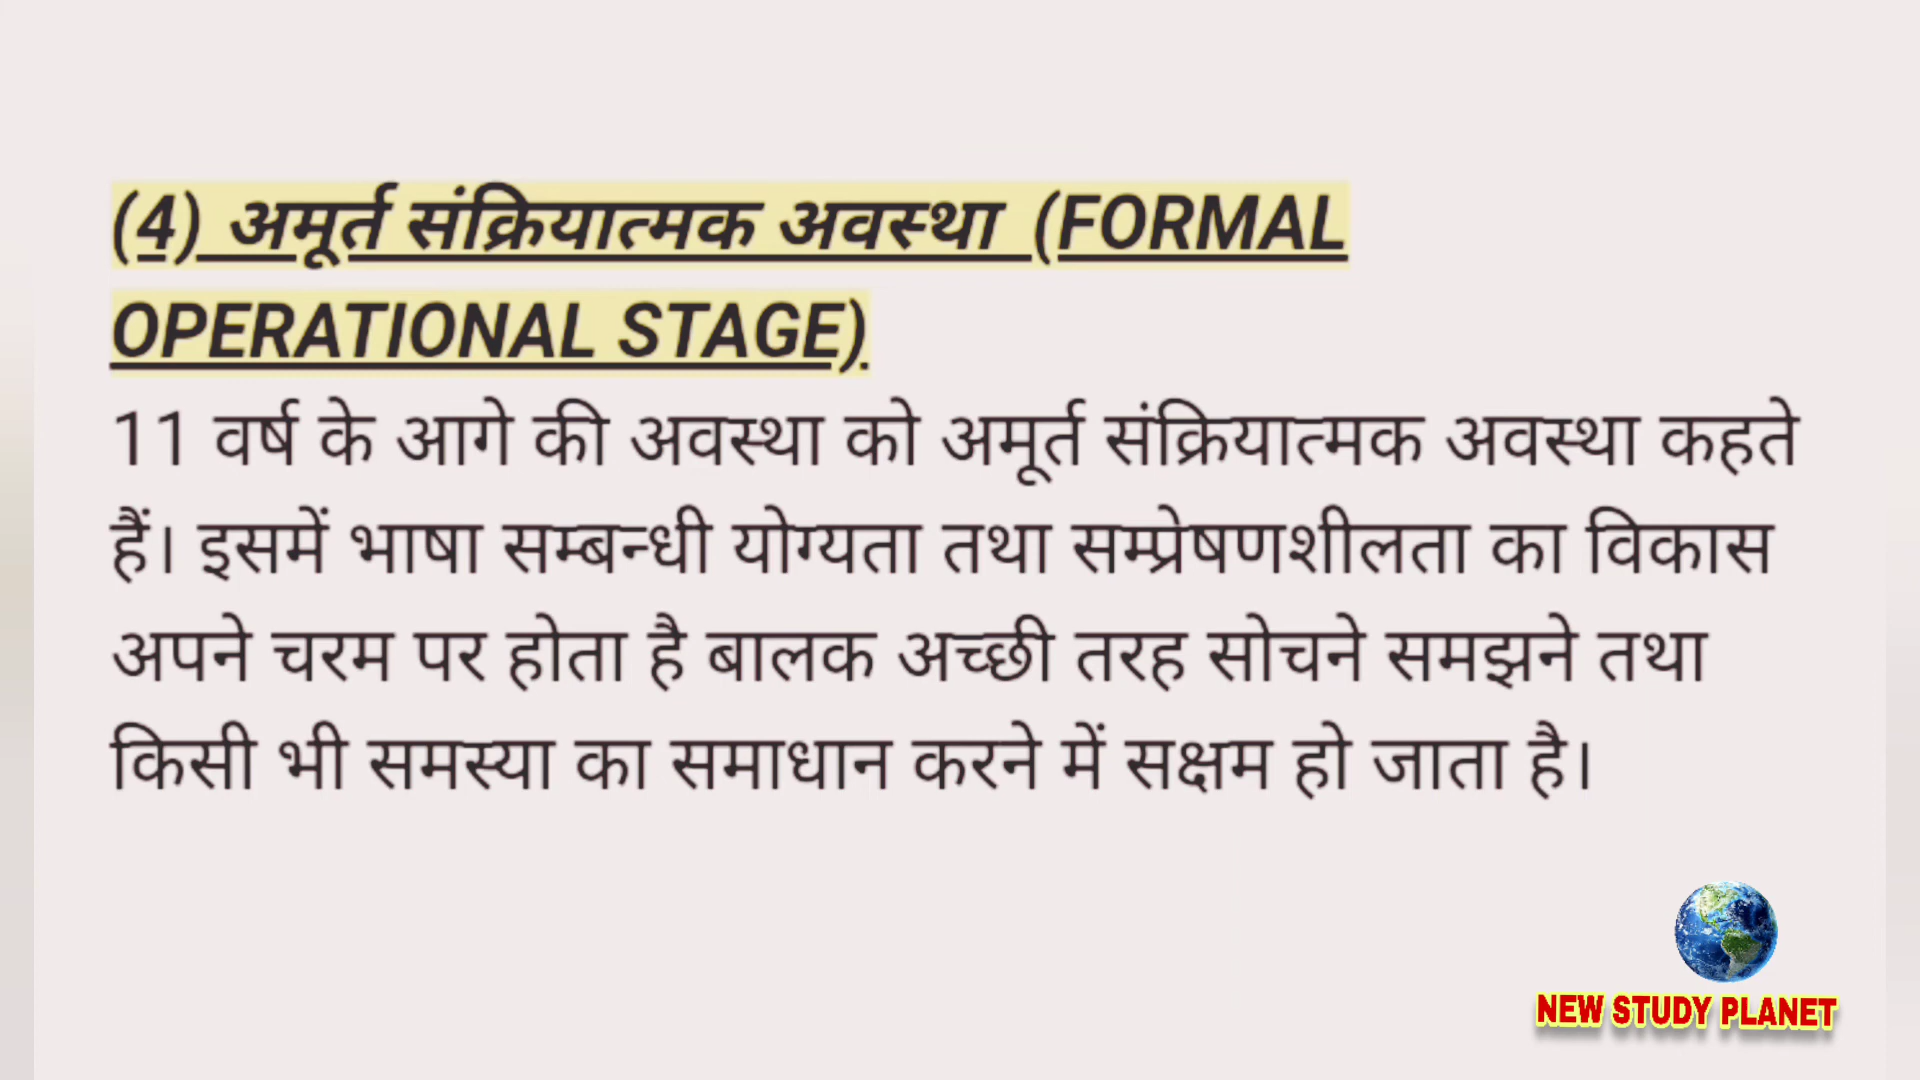 (4) अमूर्त संक्रियात्मक अवस्था (FORMAL
OPERATIONAL STAGE).
11 वर्ष के आगे की अवस्था को अमूर्त संक्रियात्मक अवस्था कहते
हैं। इसमें भाषा सम्बन्धी योग्यता तथा सम्प्रेषणशीलता का विकास
अपने चरम पर होता है बालक अच्छी तरह सोचने समझने तथा
किसी भी समस्या का समाधान करने में सक्षम हो जाता है।
NEW STUDY PLANET